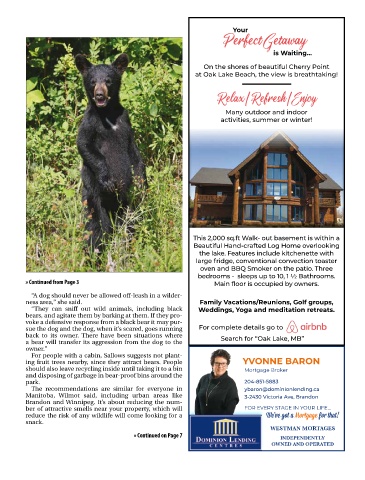 » Continued from Page 3
"A dog should never be allowed off-leash in a wilder-
ness area," she said.
"They can sniff out wild animals, including black
bears, and agitate them by barking at them. If they pro-
voke a defensive response from a black bear it may pur-
sue the dog and the dog, when it's scared, goes running
back to its owner. There have been situations where
a bear will transfer its aggression from the dog to the
owner."
For people with a cabin, Sallows suggests not plant-
ing fruit trees nearby, since they attract bears. People
should also leave recycling inside until taking it to a bin
and disposing of garbage in bear-proof bins around the
park.
The recommendations are similar for everyone in
Manitoba, Wilmot said, including urban areas like
Brandon and Winnipeg. It's about reducing the num-
ber of attractive smells near your property, which will
reduce the risk of any wildlife will come looking for a
snack.
» Continued on Page 7
Your
Perfect Getaway
is Waiting...
On the shores of beautiful Cherry Point
at Oak Lake Beach, the view is breathtaking!
Relax/Refresh/Enjoy
Many outdoor and indoor
activities, summer or winter!
This 2,000 sq.ft Walk- out basement is within a
Beautiful Hand-crafted Log Home overlooking
the lake. Features include kitchenette with
large fridge, conventional convection toaster
oven and BBQ Smoker on the patio. Three
bedrooms - sleeps up to 10, 1 ½ Bathrooms.
Main floor is occupied by owners.
Family Vacations/Reunions, Golf groups,
Weddings, Yoga and meditation retreats.
For complete details go to airbnb
Search for "Oak Lake, MB"
YVONNE BARON
Mortgage Broker
204-851-5883
ybaron@dominionlending.ca
3-2430 Victoria Ave, Brandon
FOR EVERY STAGE IN YOUR LIFE...
We've got a Mortgage for that!
DOMINION LENDING
CENTRES
WESTMAN MORTGAGES
INDEPENDENTLY
OWNED AND OPERATED